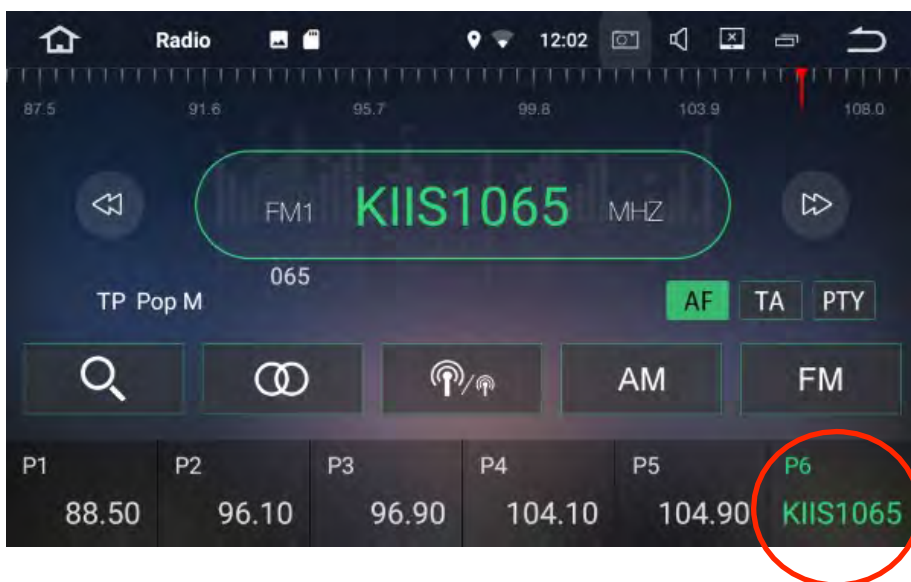 Radio 12:02
87.5 91.6 95.7 99.8 103.9 108.0
FM1 KIIS1065 MHZ
065
TP Pop M AF TA PTY
AM FM
P1 P2 P3 P4 P5 P6
88.50 96.10 96.90 104.10 104.90 KIIS1065